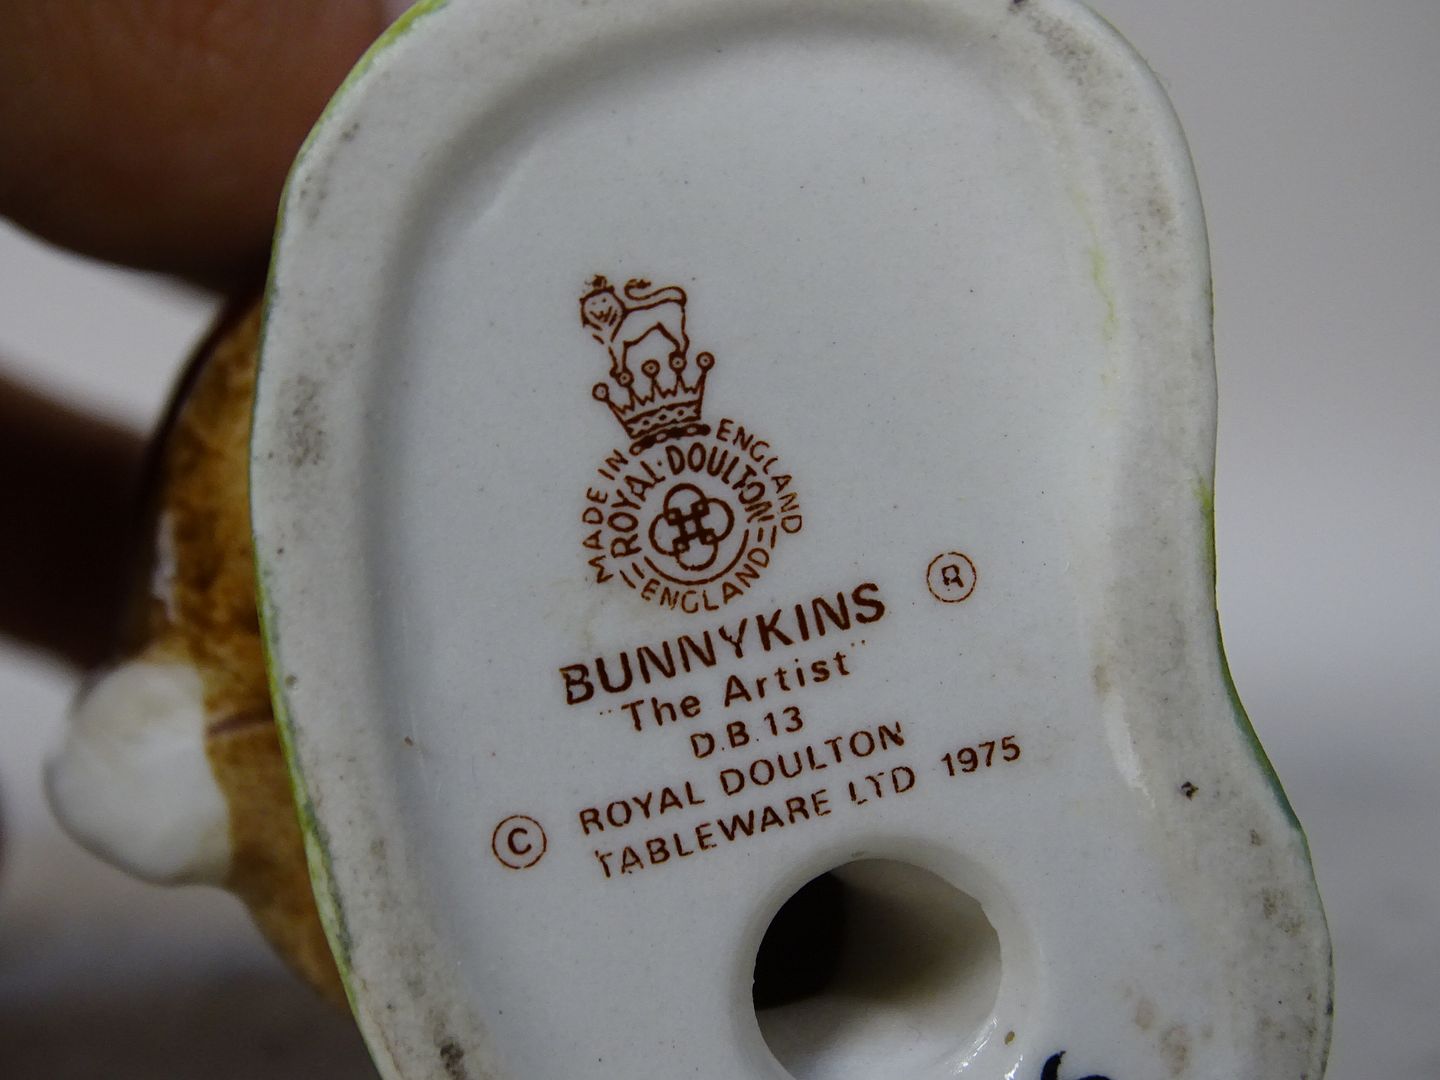 MADE IN ENGLAND
ROYAL·DOULTON
ENGLAND
BUNNYKINS ®
"The Artist"
D.B.13
© ROYAL DOULTON
TABLEWARE LTD 1975